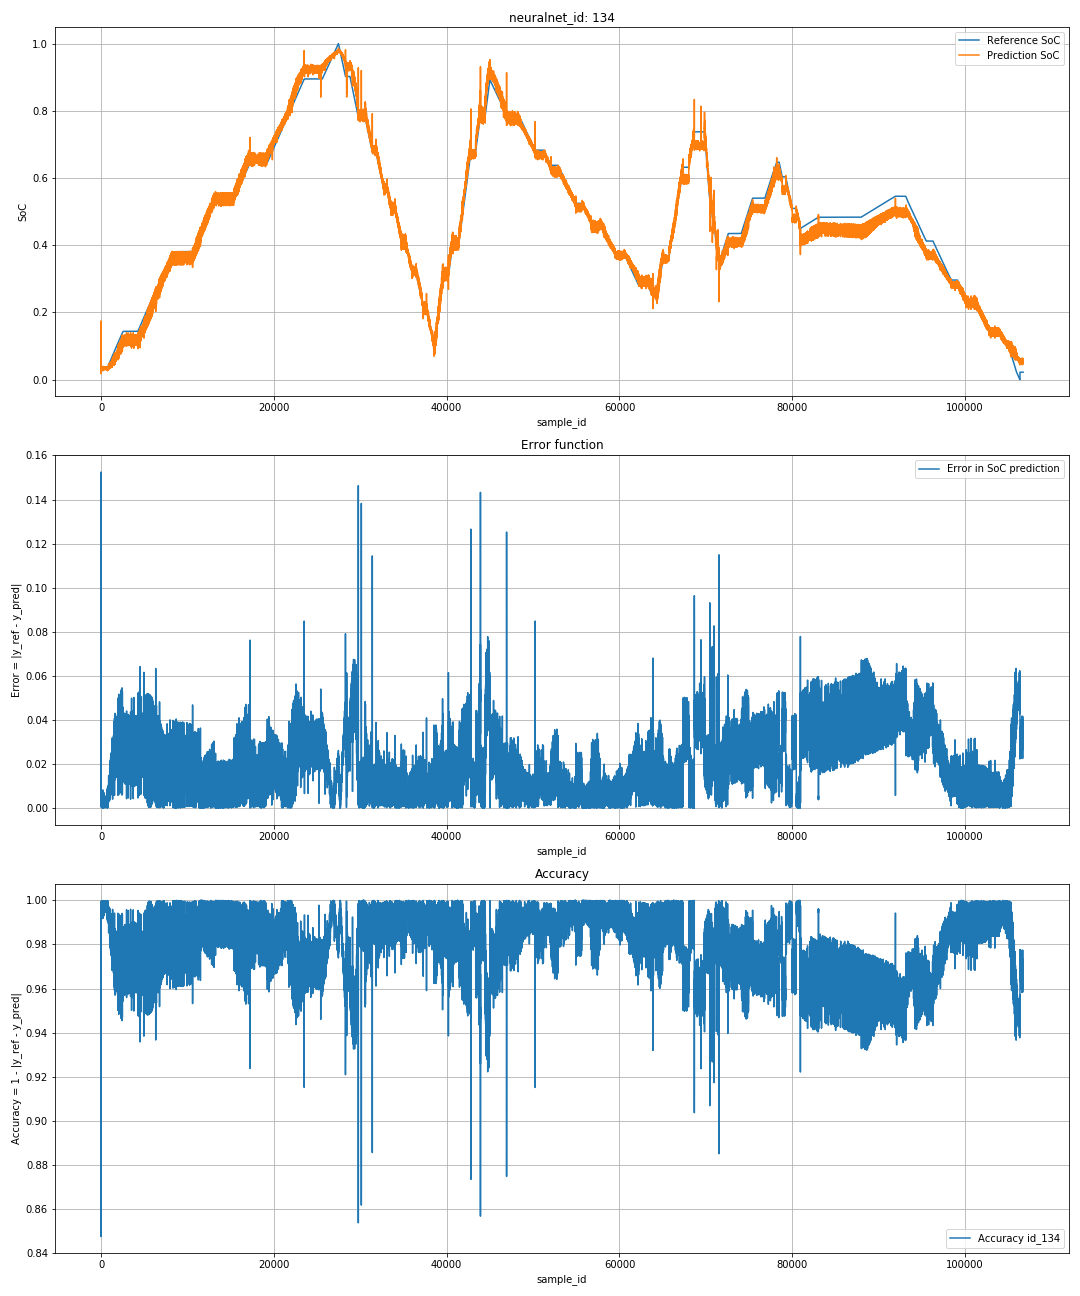 neuralnet_id: 134
Reference SoC
Prediction SoC
SoC
1.0
0.8
0.6
0.4
0.2
0.0
0 20000 40000 60000 80000 100000
sample_id
Error function
Error in SoC prediction
Error = |y_ref - y_pred|
0.16
0.14
0.12
0.10
0.08
0.06
0.04
0.02
0.00
0 20000 40000 60000 80000 100000
sample_id
Accuracy
Accuracy = 1 - |y_ref - y_pred|
1.00
0.98
0.96
0.94
0.92
0.90
0.88
0.86
0.84
Accuracy id_134
0 20000 40000 60000 80000 100000
sample_id